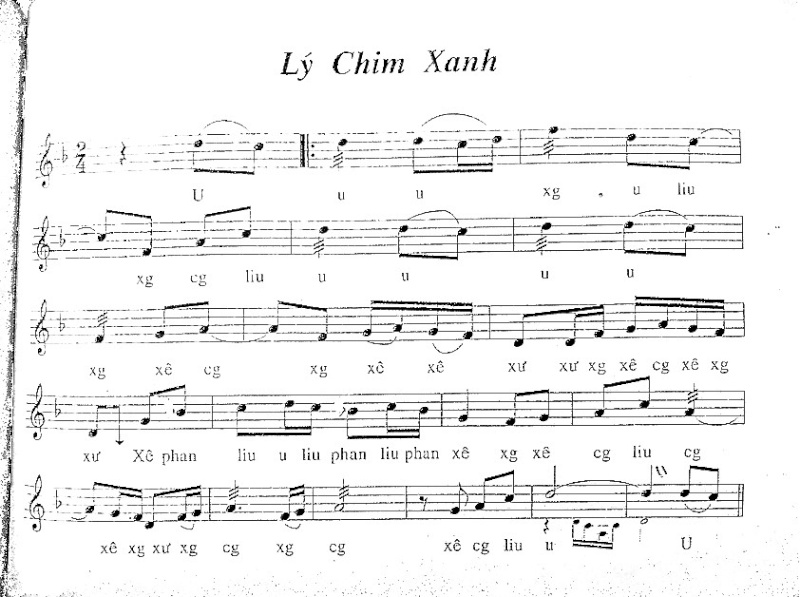 Lý Chim Xanh
2
4
U u u xg u liu
xg cg liu u u u u
xg xê cg xg xê xê xư xư xg xê cg xê xg
xư Xê phan liu u liu phan liu phan xê xg xê cg liu cg
xê xg xư xg cg xg cg xê cg liu u U